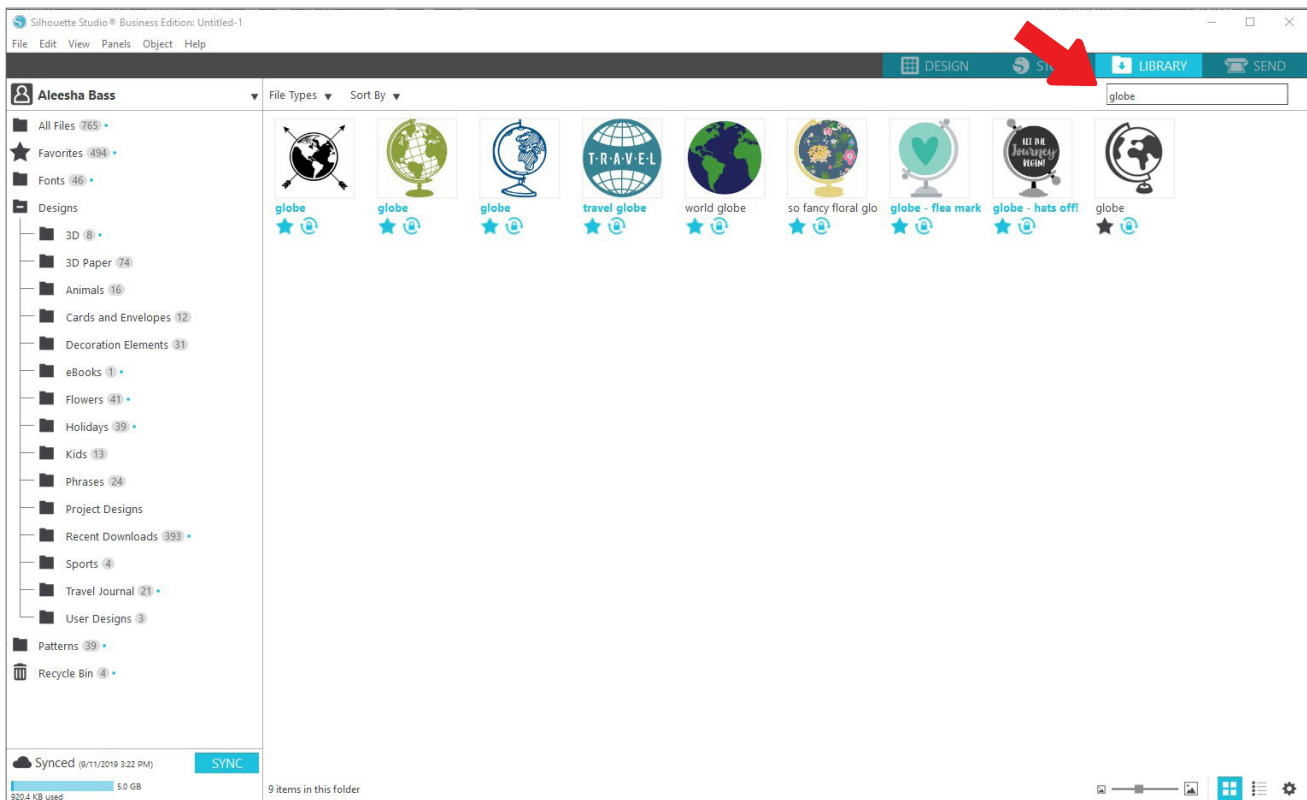 Silhouette Studio® Business Edition: Untitled-1
File Edit View Panels Object Help
DESIGN
LIBRARY
SEND
Aleesha Bass
File Types ▼ Sort By ▼
globe
All Files 765
Favorites 494
Fonts 46
Designs
3D 8
3D Paper 74
Animals 16
Cards and Envelopes 12
Decoration Elements 31
eBooks 1
Flowers 41
Holidays 39
Kids 13
Phrases 24
Project Designs
Recent Downloads 393
Sports 4
Travel Journal 21
User Designs 3
Patterns 39
Recycle Bin 4
T·R·A·V·E·L
LET THE
Journey
BEGIN!
globe
globe
globe
travel globe
world globe
so fancy floral glo
globe - flea mark
globe - hats off!
globe
Synced (9/11/2019 3:22 PM)
SYNC
5.0 GB
920.4 KB used
9 items in this folder